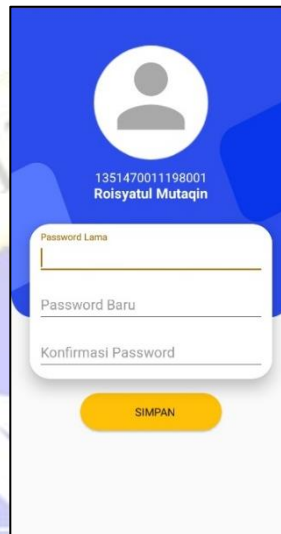 1351470011198001
Roisyatul Mutaqin
Password Lama
Password Baru
Konfirmasi Password
SIMPAN